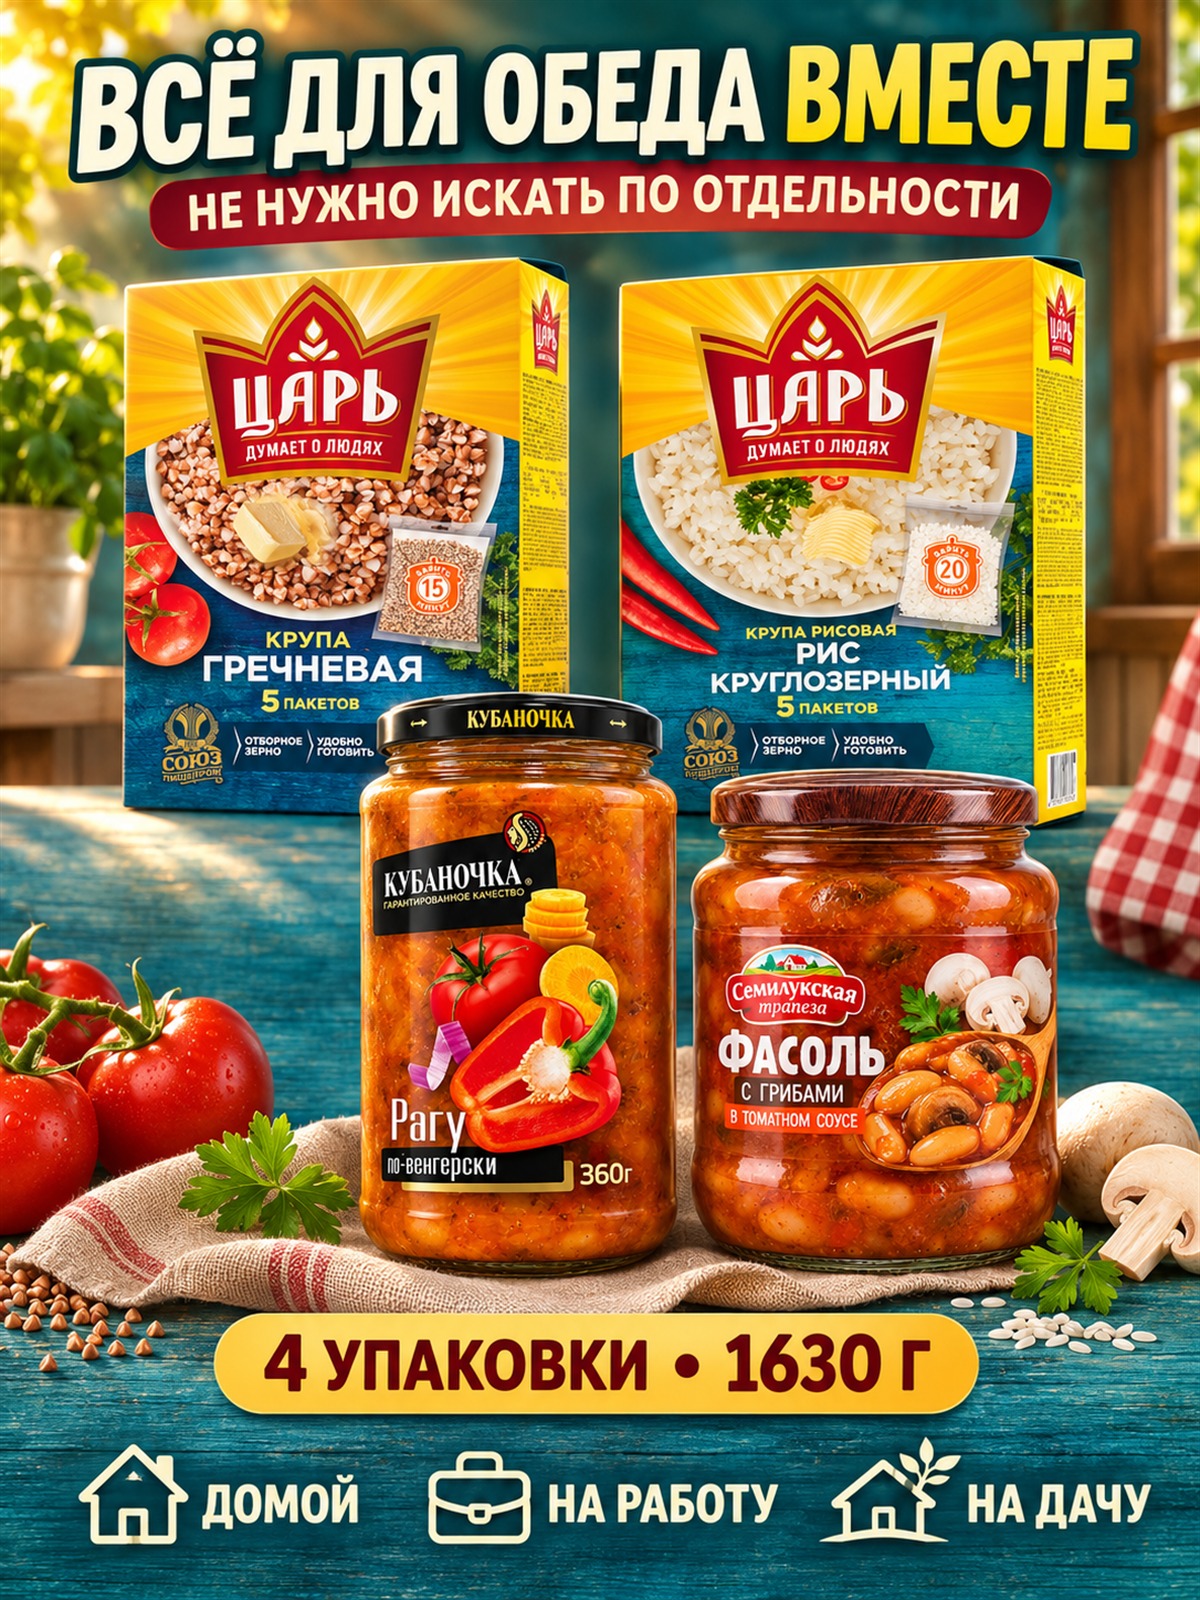 ВСЁ ДЛЯ ОБЕДА ВМЕСТЕ
НЕ НУЖНО ИСКАТЬ ПО ОТДЕЛЬНОСТИ
ЦАРЬ
ДУМАЕТ О ЛЮДЯХ
ЦАРЬ
15
КРУПА
ГРЕЧНЕВАЯ
5 ПАКЕТОВ
СОЮЗ
ОТБОРНОЕ
ЗЕРНО
УДОБНО
ГОТОВИТЬ
ЦАРЬ
ДУМАЕТ О ЛЮДЯХ
ЦАРЬ
20
КРУПА РИСОВАЯ
РИС
КРУГЛОЗЕРНЫЙ
5 ПАКЕТОВ
СОЮЗ
ОТБОРНОЕ
ЗЕРНО
УДОБНО
ГОТОВИТЬ
КУБАНОЧКА
КУБАНОЧКА®
ГАРАНТИРОВАННОЕ КАЧЕСТВО
Рагу
по-венгерски
360г
Семилукская
трапеза
ФАСОЛЬ
С ГРИБАМИ
В ТОМАТНОМ СОУСЕ
4 УПАКОВКИ • 1630 Г
ДОМОЙ
НА РАБОТУ
НА ДАЧУ